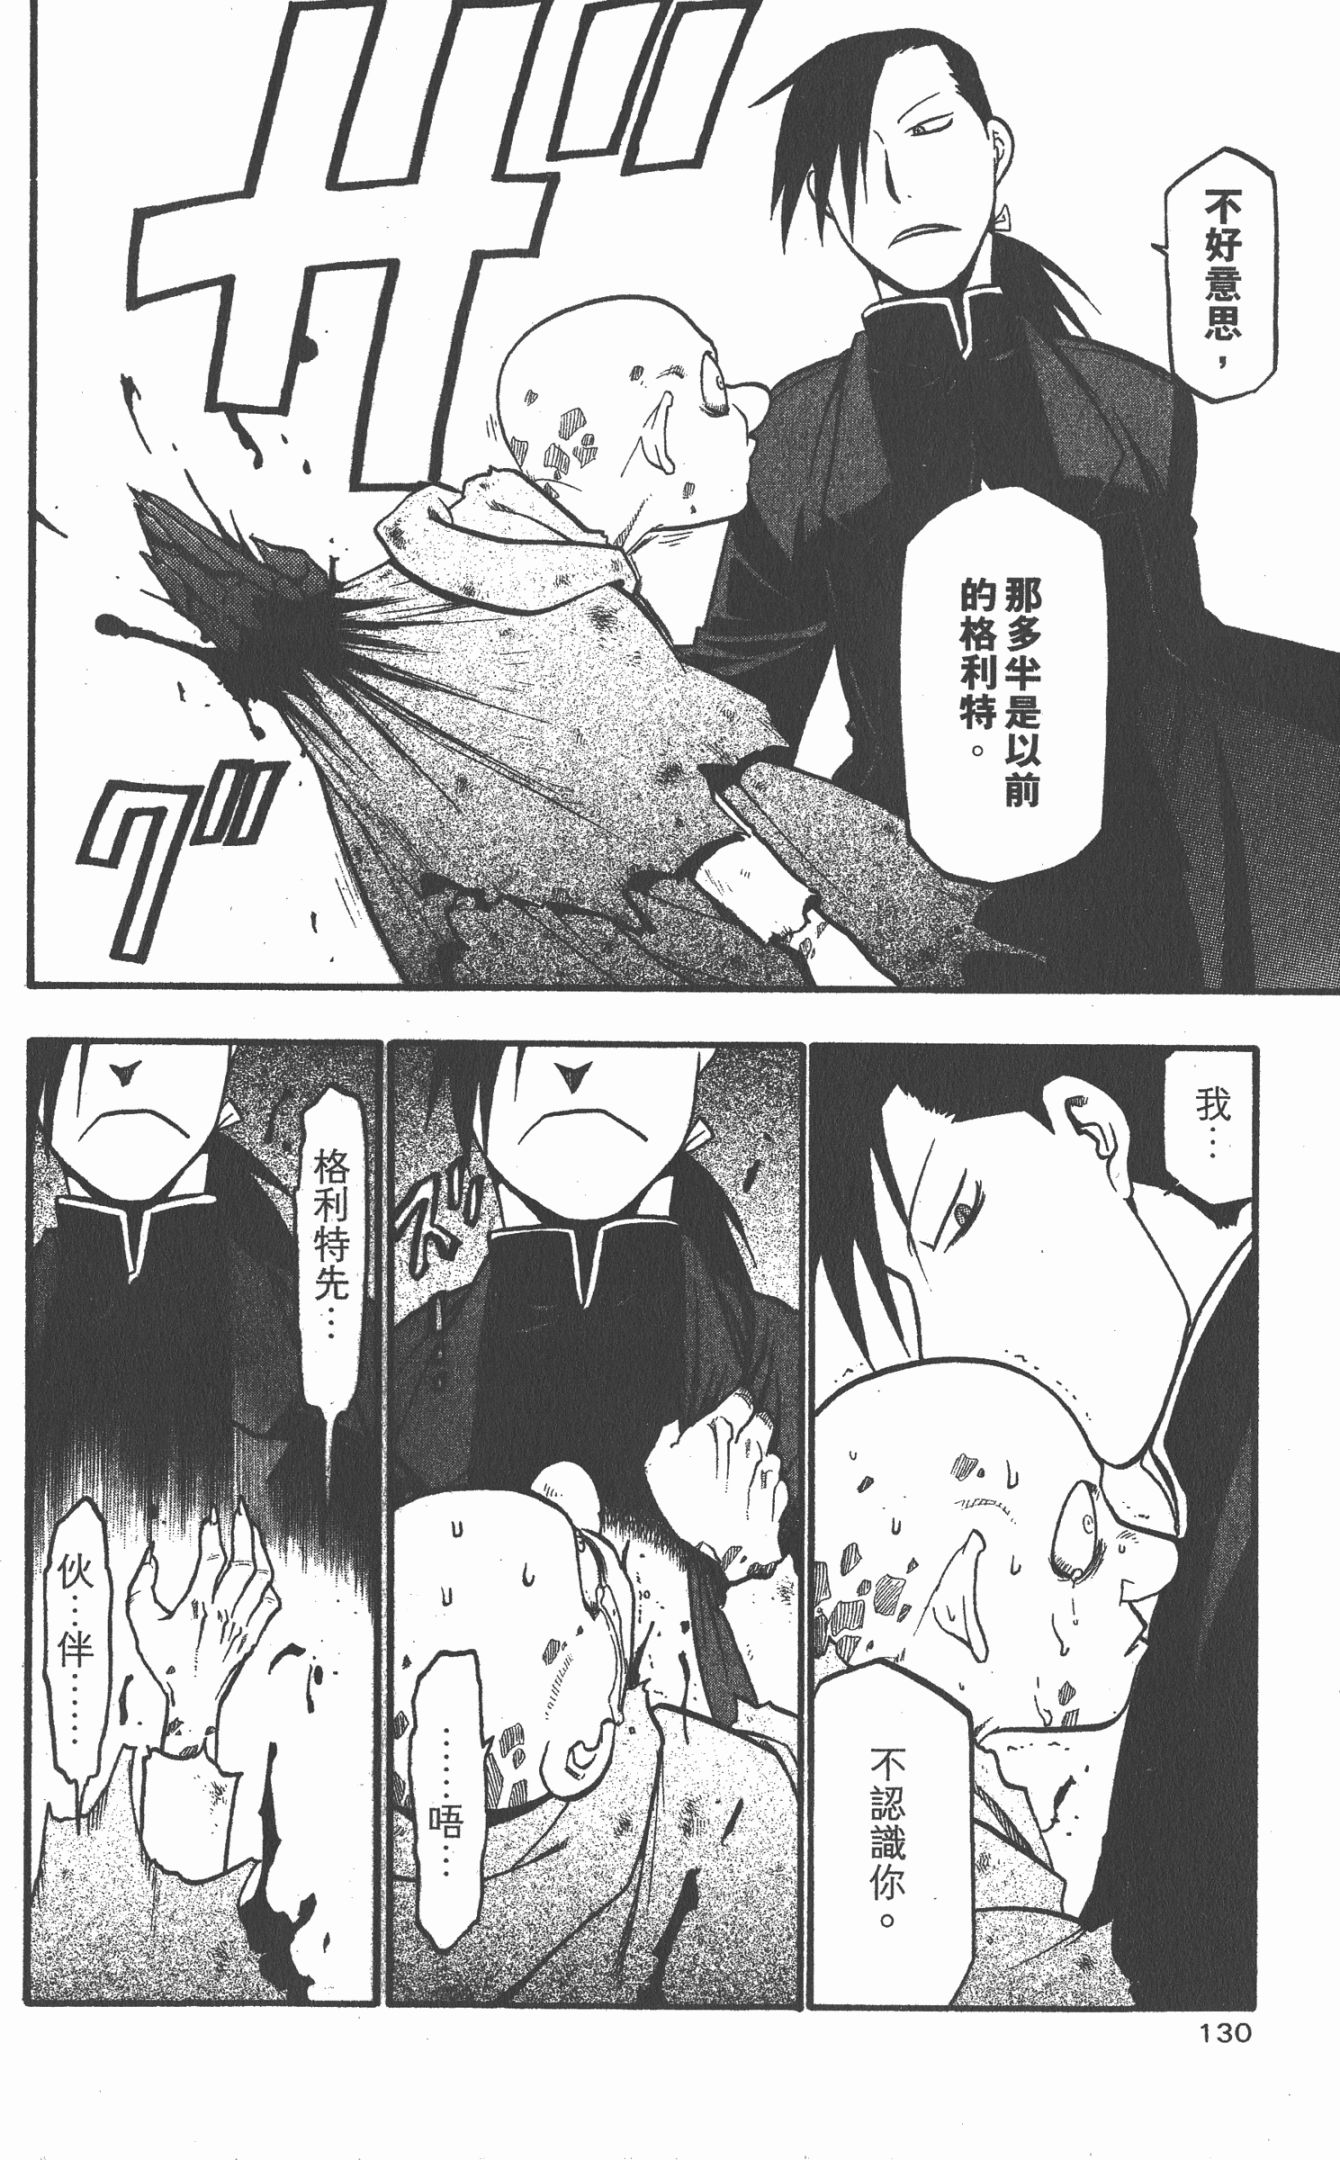 不好意思，
那多半是以前
的格利特。
ザ
グ
我…
不認識你。
ズ
……唔…
格利特先…
伙…伴……
130